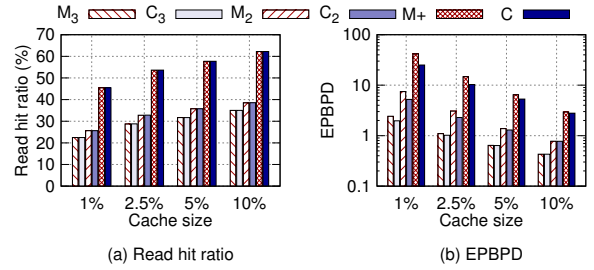 M3 C3 M2 C2 M+ C
70
60
50
40
30
20
10
0
Read hit ratio (%)
1% 2.5% 5% 10%
Cache size
(a) Read hit ratio
100
10
1
0.1
EPBPD
1% 2.5% 5% 10%
Cache size
(b) EPBPD